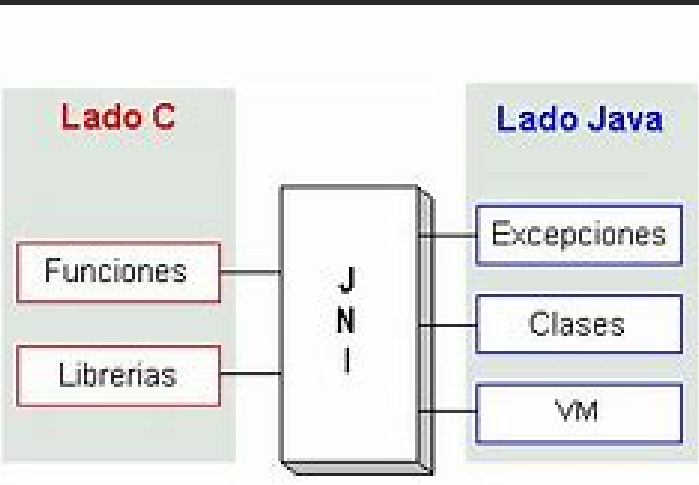 Lado C
Funciones
Librerias
J
N
I
Lado Java
Excepciones
Clases
VM